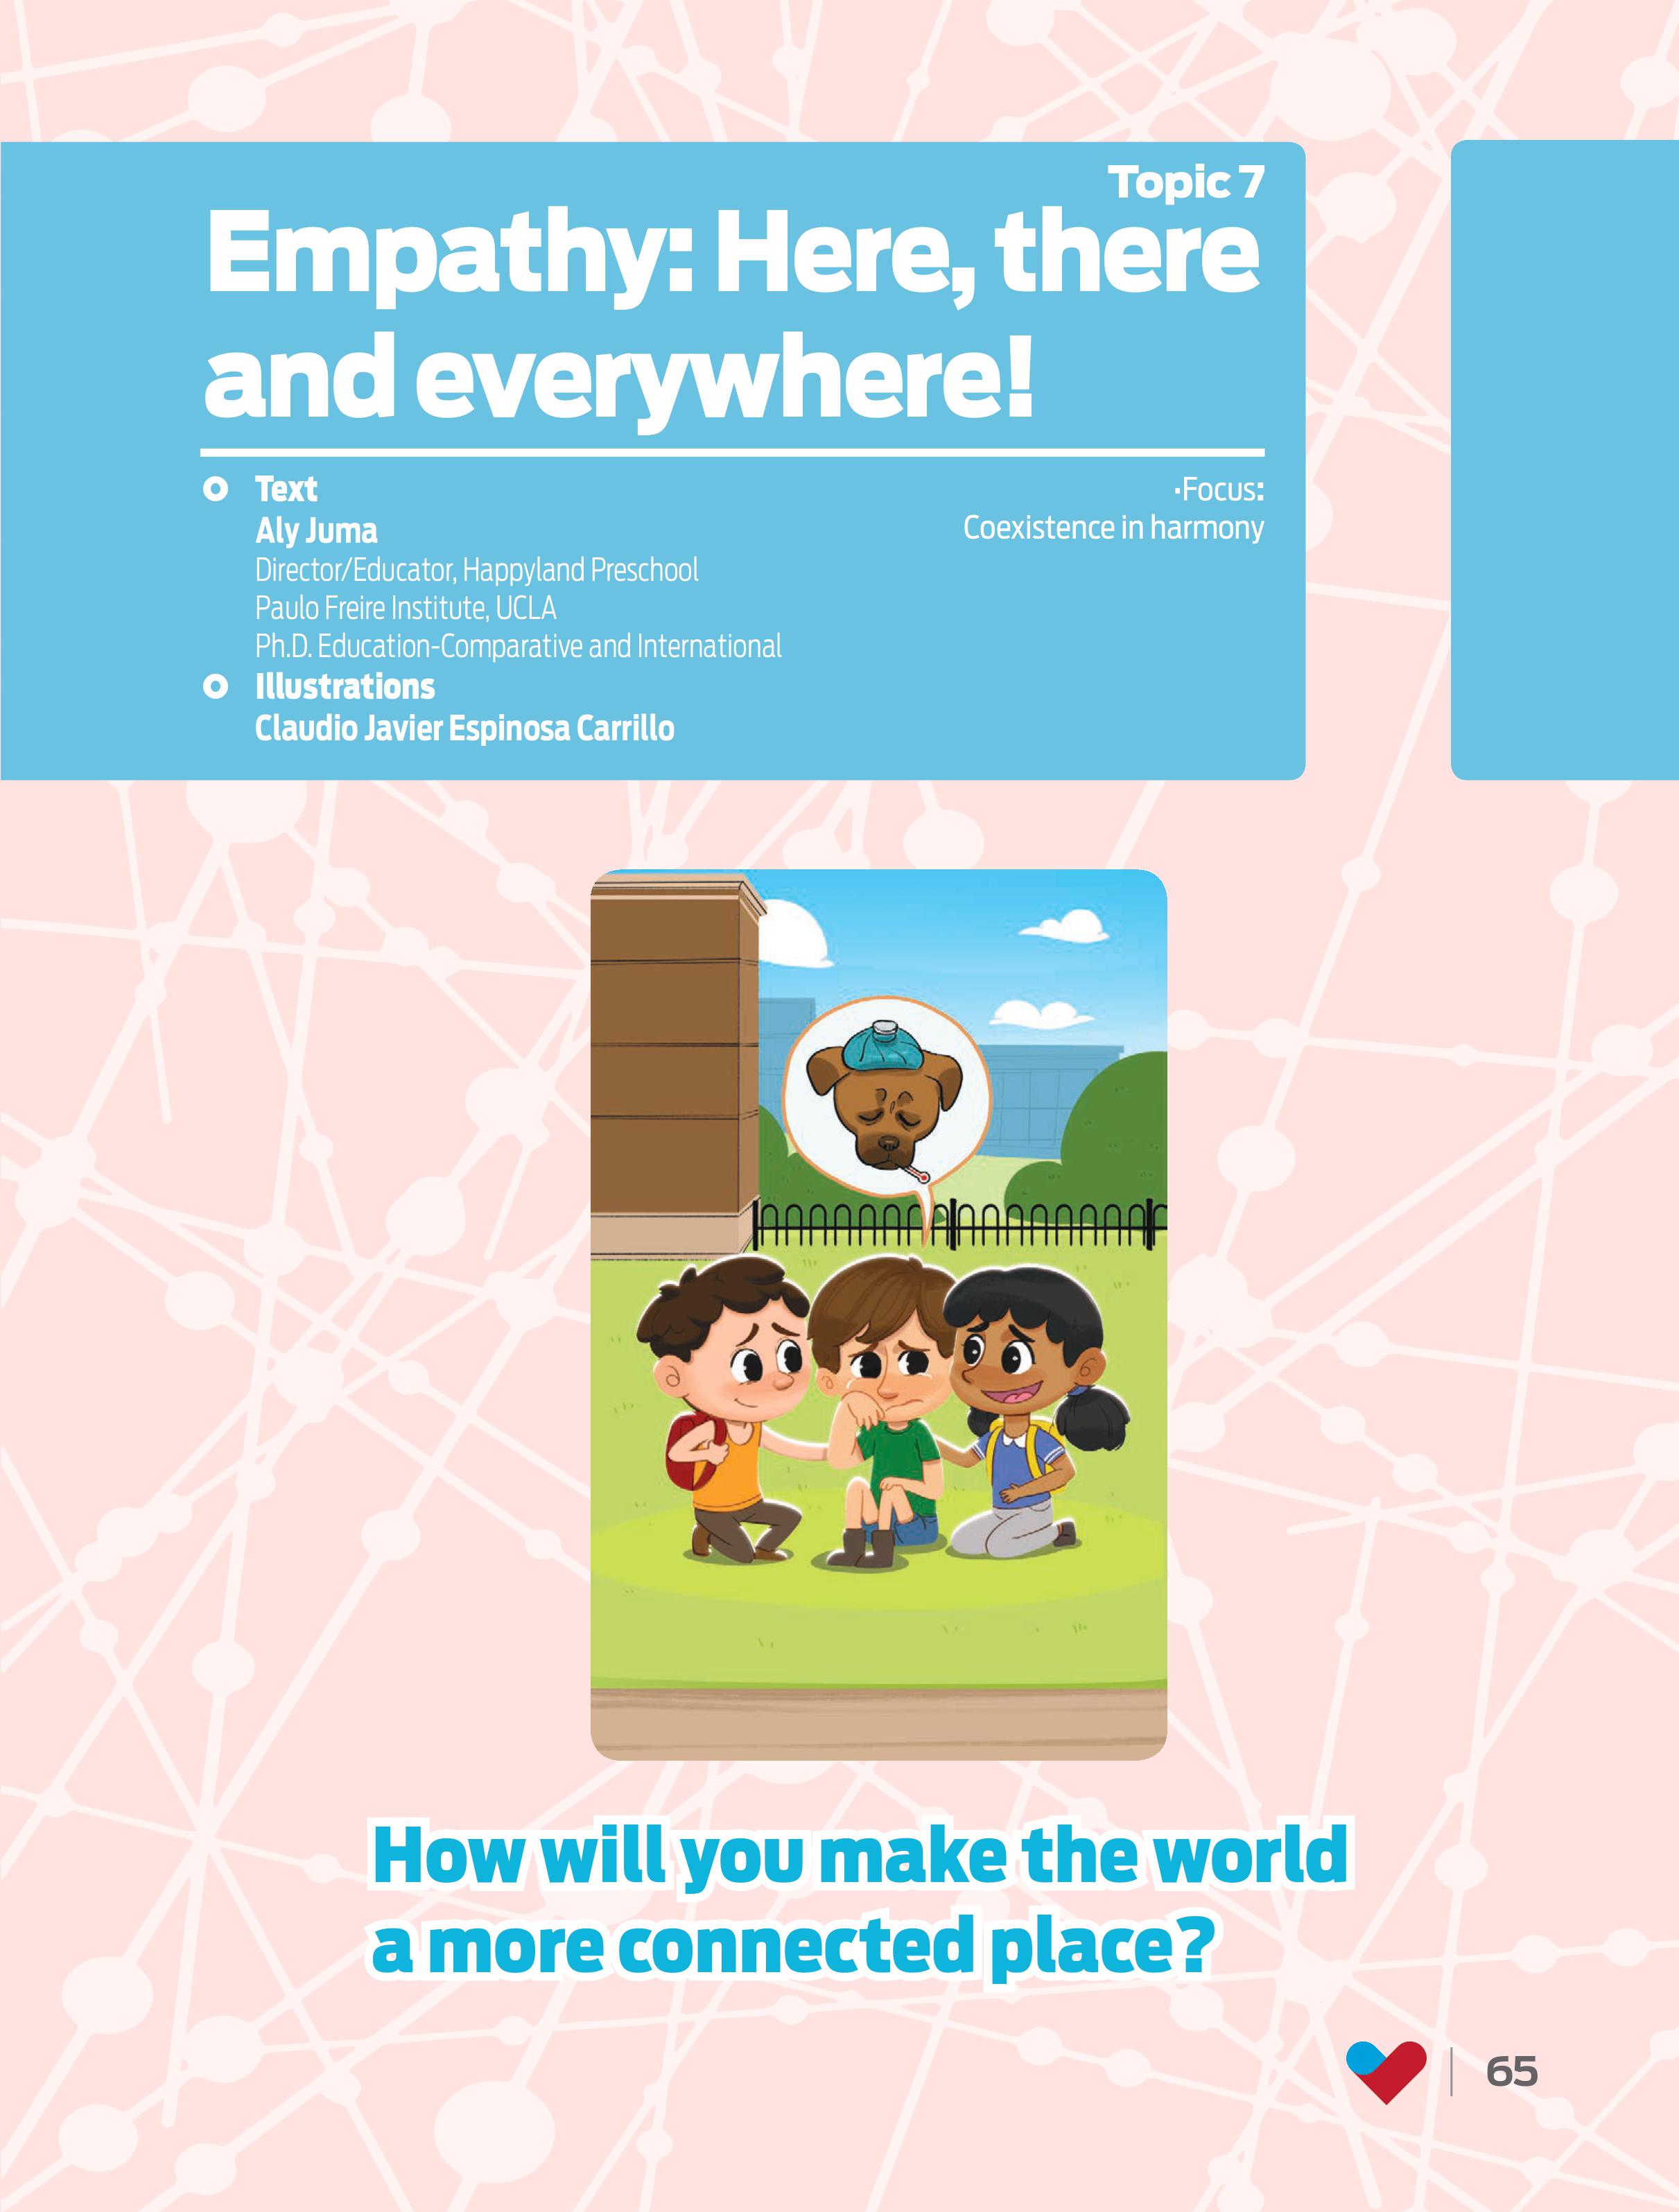 Topic 7
Empathy: Here, there
and everywhere!
Text
Aly Juma
Director/Educator, Happyland Preschool
Paulo Freire Institute, UCLA
Ph.D. Education-Comparative and International
Illustrations
Claudio Javier Espinosa Carrillo
·Focus:
Coexistence in harmony
How will you make the world
a more connected place?
65